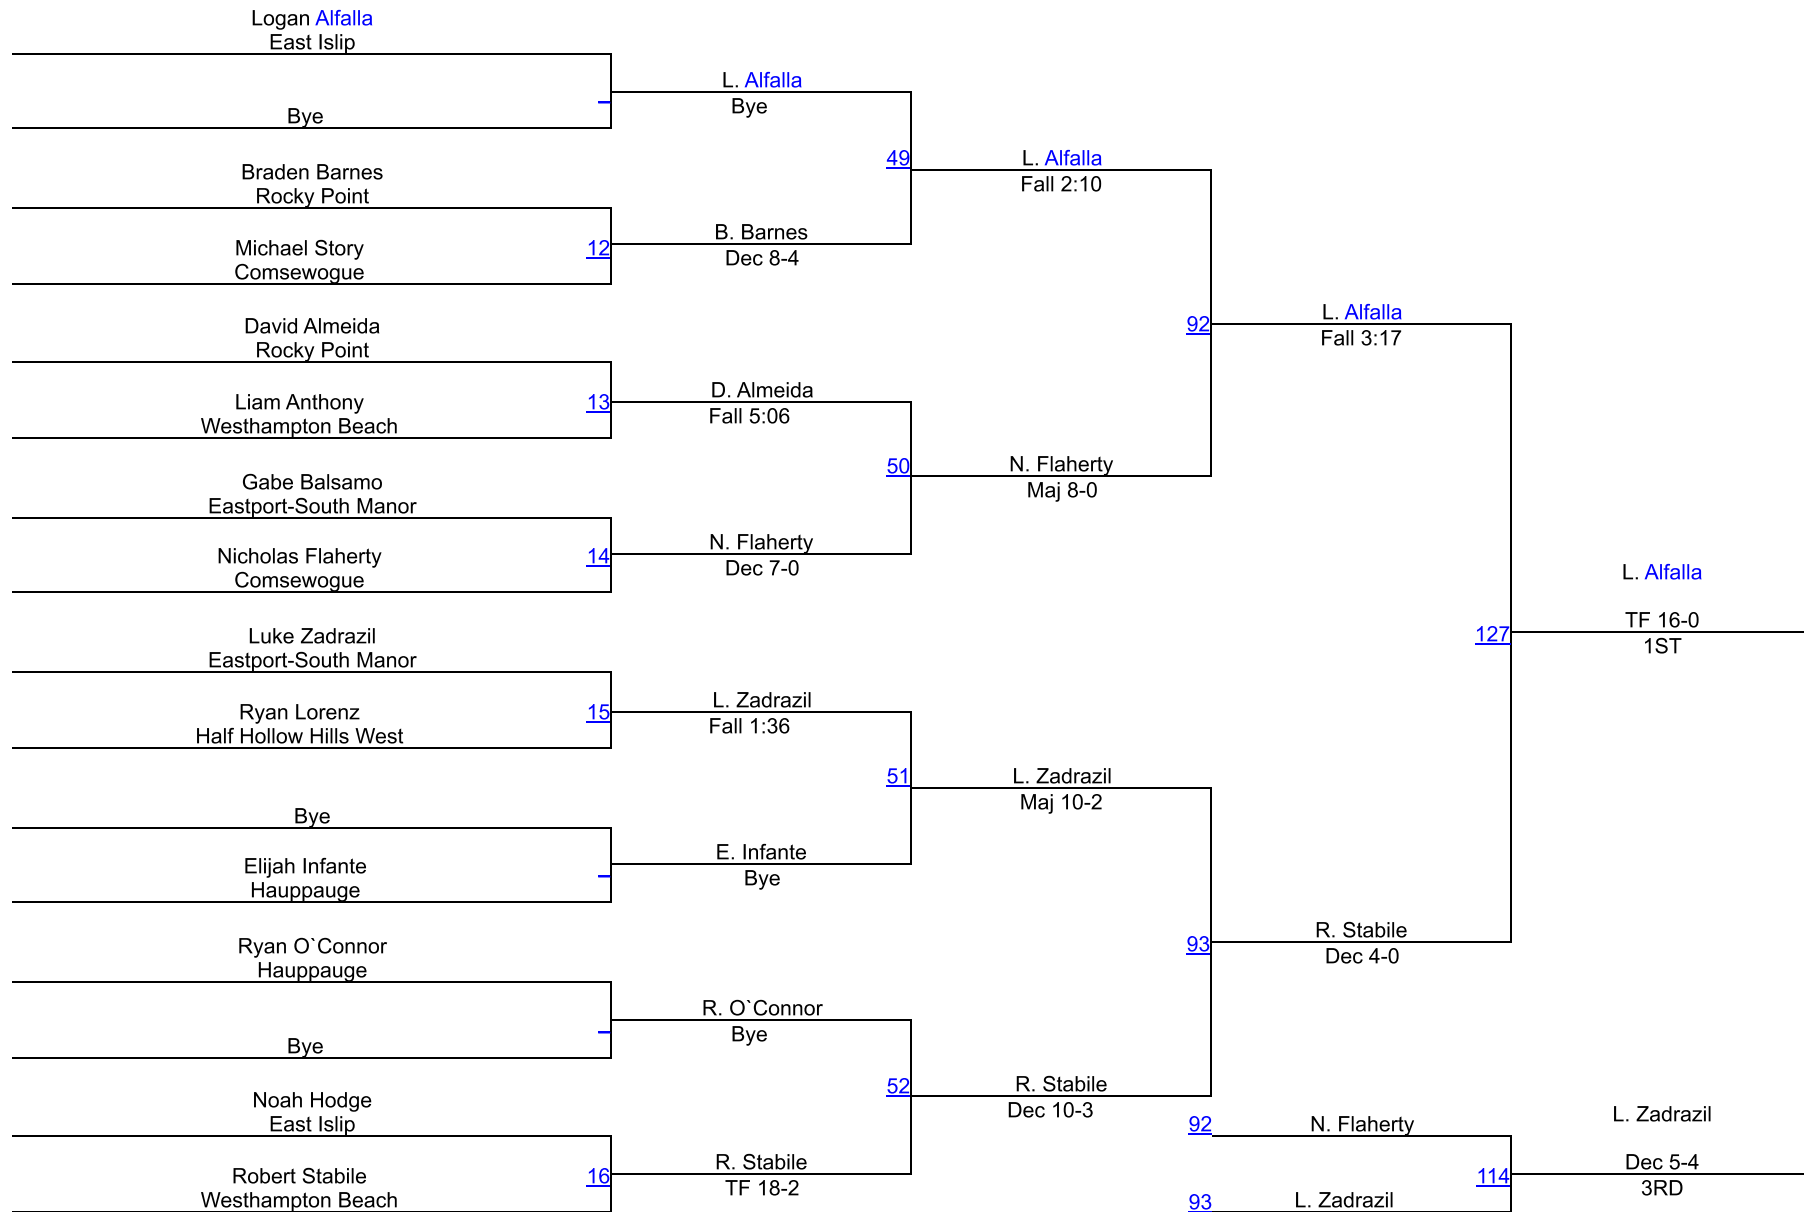 Logan Alfalla
East Islip
Bye
Braden Barnes
Rocky Point
Michael Story
Comsewogue
12
David Almeida
Rocky Point
Liam Anthony
Westhampton Beach
13
Gabe Balsamo
Eastport-South Manor
Nicholas Flaherty
Comsewogue
14
Luke Zadrazil
Eastport-South Manor
Ryan Lorenz
Half Hollow Hills West
15
Bye
Elijah Infante
Hauppauge
Ryan O`Connor
Hauppauge
Bye
Noah Hodge
East Islip
Robert Stabile
Westhampton Beach
16
L. Alfalla
Bye
49
B. Barnes
Dec 8-4
D. Almeida
Fall 5:06
50
N. Flaherty
Dec 7-0
L. Zadrazil
Fall 1:36
51
E. Infante
Bye
R. O`Connor
Bye
52
R. Stabile
TF 18-2
L. Alfalla
Fall 2:10
92
N. Flaherty
Maj 8-0
L. Zadrazil
Maj 10-2
93
R. Stabile
Dec 10-3
L. Alfalla
Fall 3:17
127
R. Stabile
Dec 4-0
L. Alfalla
TF 16-0
1ST
92
N. Flaherty
114
93
L. Zadrazil
L. Zadrazil
Dec 5-4
3RD